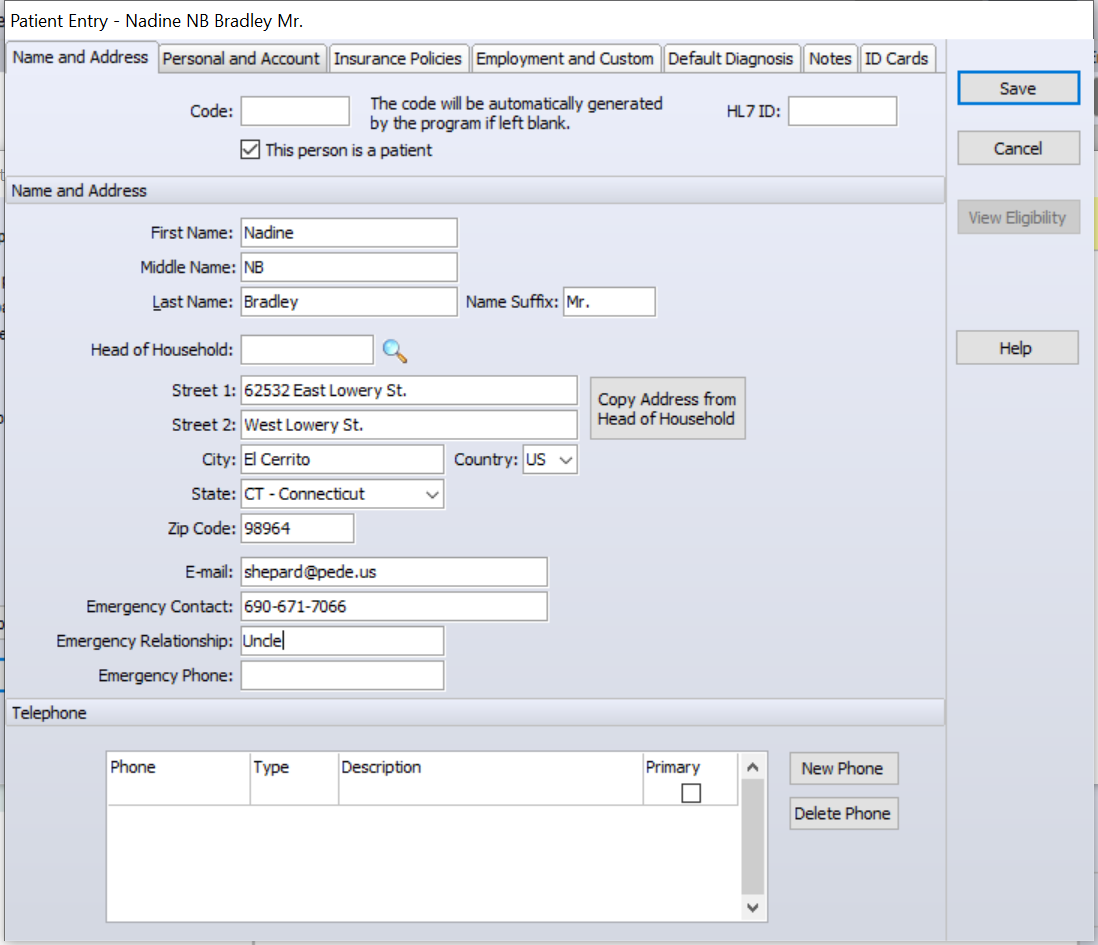 Patient Entry - Nadine NB Bradley Mr.
Name and Address Personal and Account Insurance Policies Employment and Custom Default Diagnosis Notes ID Cards
Save
Code: The code will be automatically generated HL7 ID:
by the program if left blank.
This person is a patient
Cancel
Name and Address
View Eligibility
First Name: Nadine
Middle Name: NB
Last Name: Bradley Name Suffix: Mr.
Head of Household:
Help
Street 1: 62532 East Lowery St.
Copy Address from
Head of Household
Street 2: West Lowery St.
City: El Cerrito Country: US
State: CT - Connecticut
Zip Code: 98964
E-mail: shepard@pede.us
Emergency Contact: 690-671-7066
Emergency Relationship: Uncle
Emergency Phone:
Telephone
Phone Type Description Primary
New Phone
Delete Phone